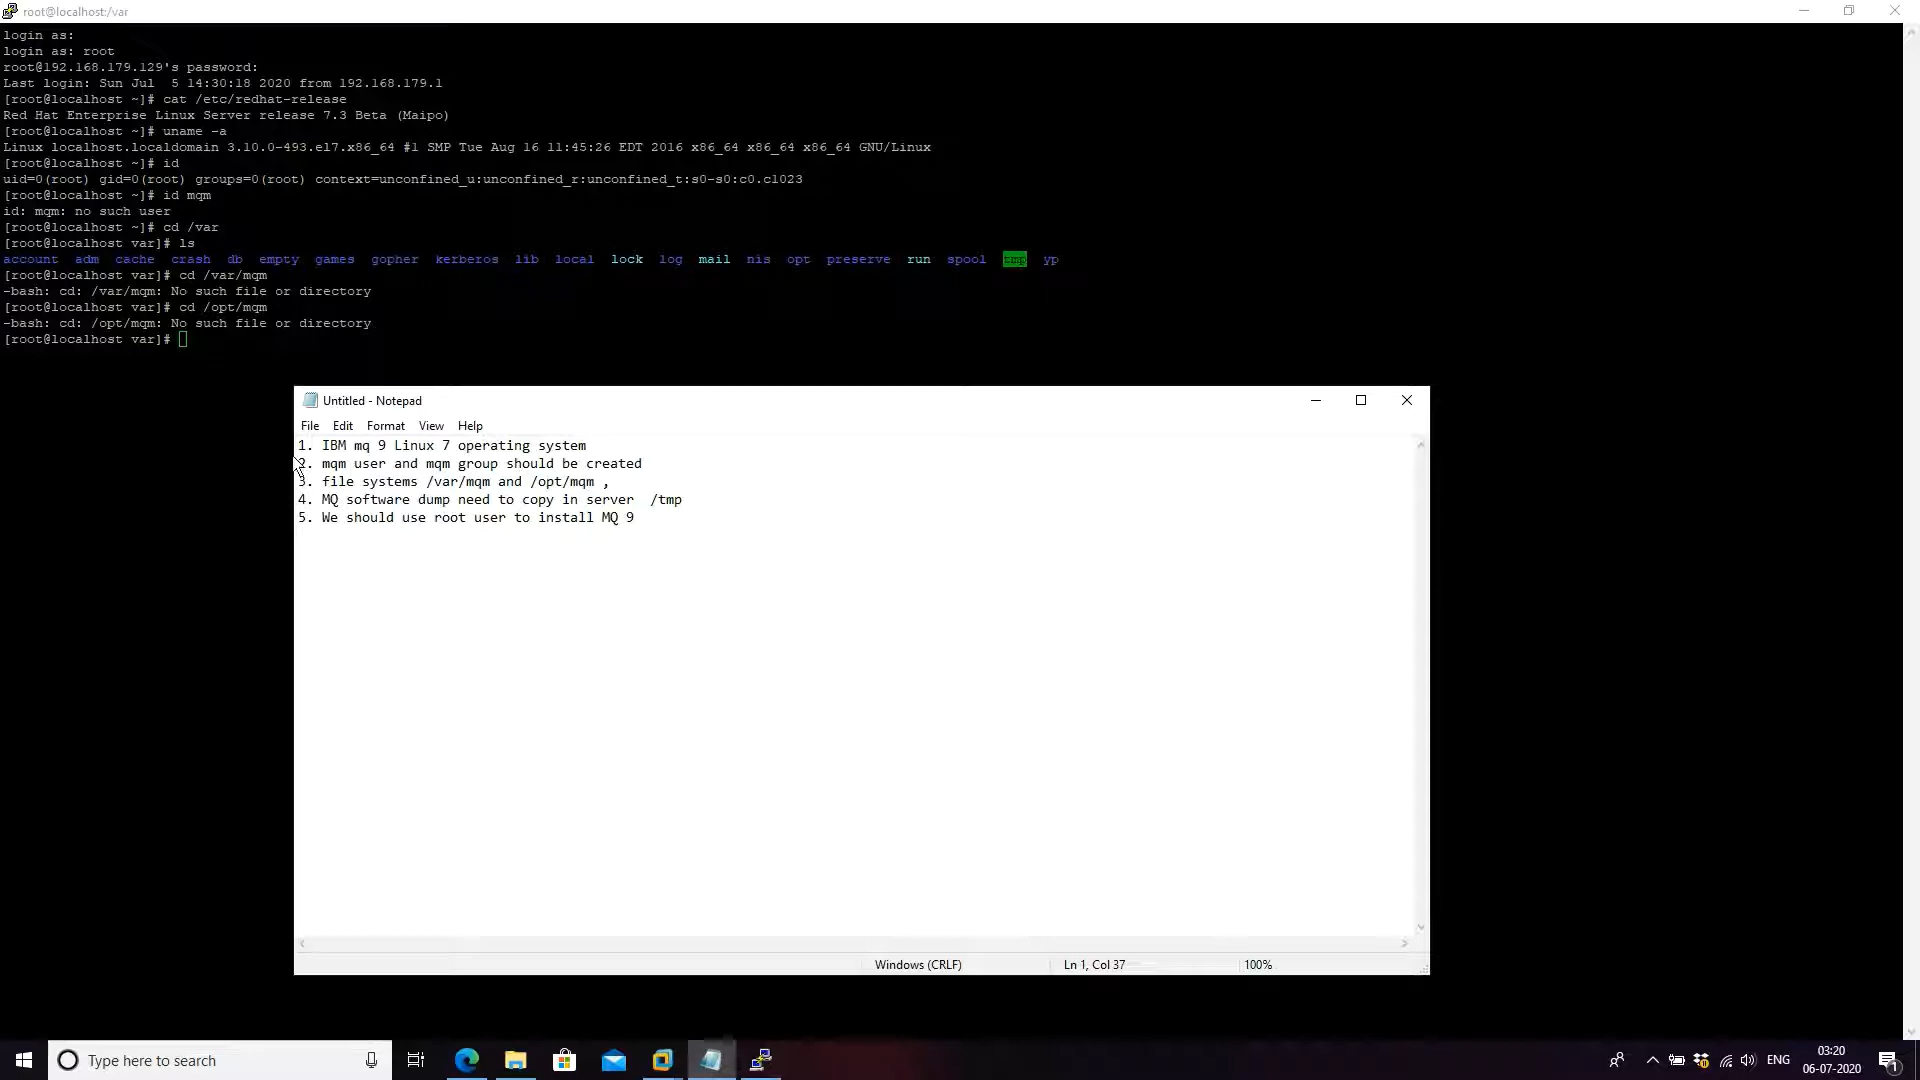 root@localhost:/var
login as:
login as: root
root@192.168.179.129's password:
Last login: Sun Jul  5 14:30:18 2020 from 192.168.179.1
[root@localhost ~]# cat /etc/redhat-release
Red Hat Enterprise Linux Server release 7.3 Beta (Maipo)
[root@localhost ~]# uname -a
Linux localhost.localdomain 3.10.0-493.el7.x86_64 #1 SMP Tue Aug 16 11:45:26 EDT 2016 x86_64 x86_64 x86_64 GNU/Linux
[root@localhost ~]# id
uid=0(root) gid=0(root) groups=0(root) context=unconfined_u:unconfined_r:unconfined_t:s0-s0:c0.c1023
[root@localhost ~]# id mqm
id: mqm: no such user
[root@localhost ~]# cd /var
[root@localhost var]# ls
account  adm  cache  crash  db  empty  games  gopher  kerberos  lib  local  lock  log  mail  nis  opt  preserve  run  spool  tmp  yp
[root@localhost var]# cd /var/mqm
-bash: cd: /var/mqm: No such file or directory
[root@localhost var]# cd /opt/mqm
-bash: cd: /opt/mqm: No such file or directory
[root@localhost var]#
Untitled - Notepad
File Edit Format View Help
1. IBM mq 9 Linux 7 operating system
2. mqm user and mqm group should be created
3. file systems /var/mqm and /opt/mqm ,
4. MQ software dump need to copy in server  /tmp
5. We should use root user to install MQ 9
Windows (CRLF) Ln 1, Col 37 100%
Type here to search
ENG
03:20
06-07-2020
1